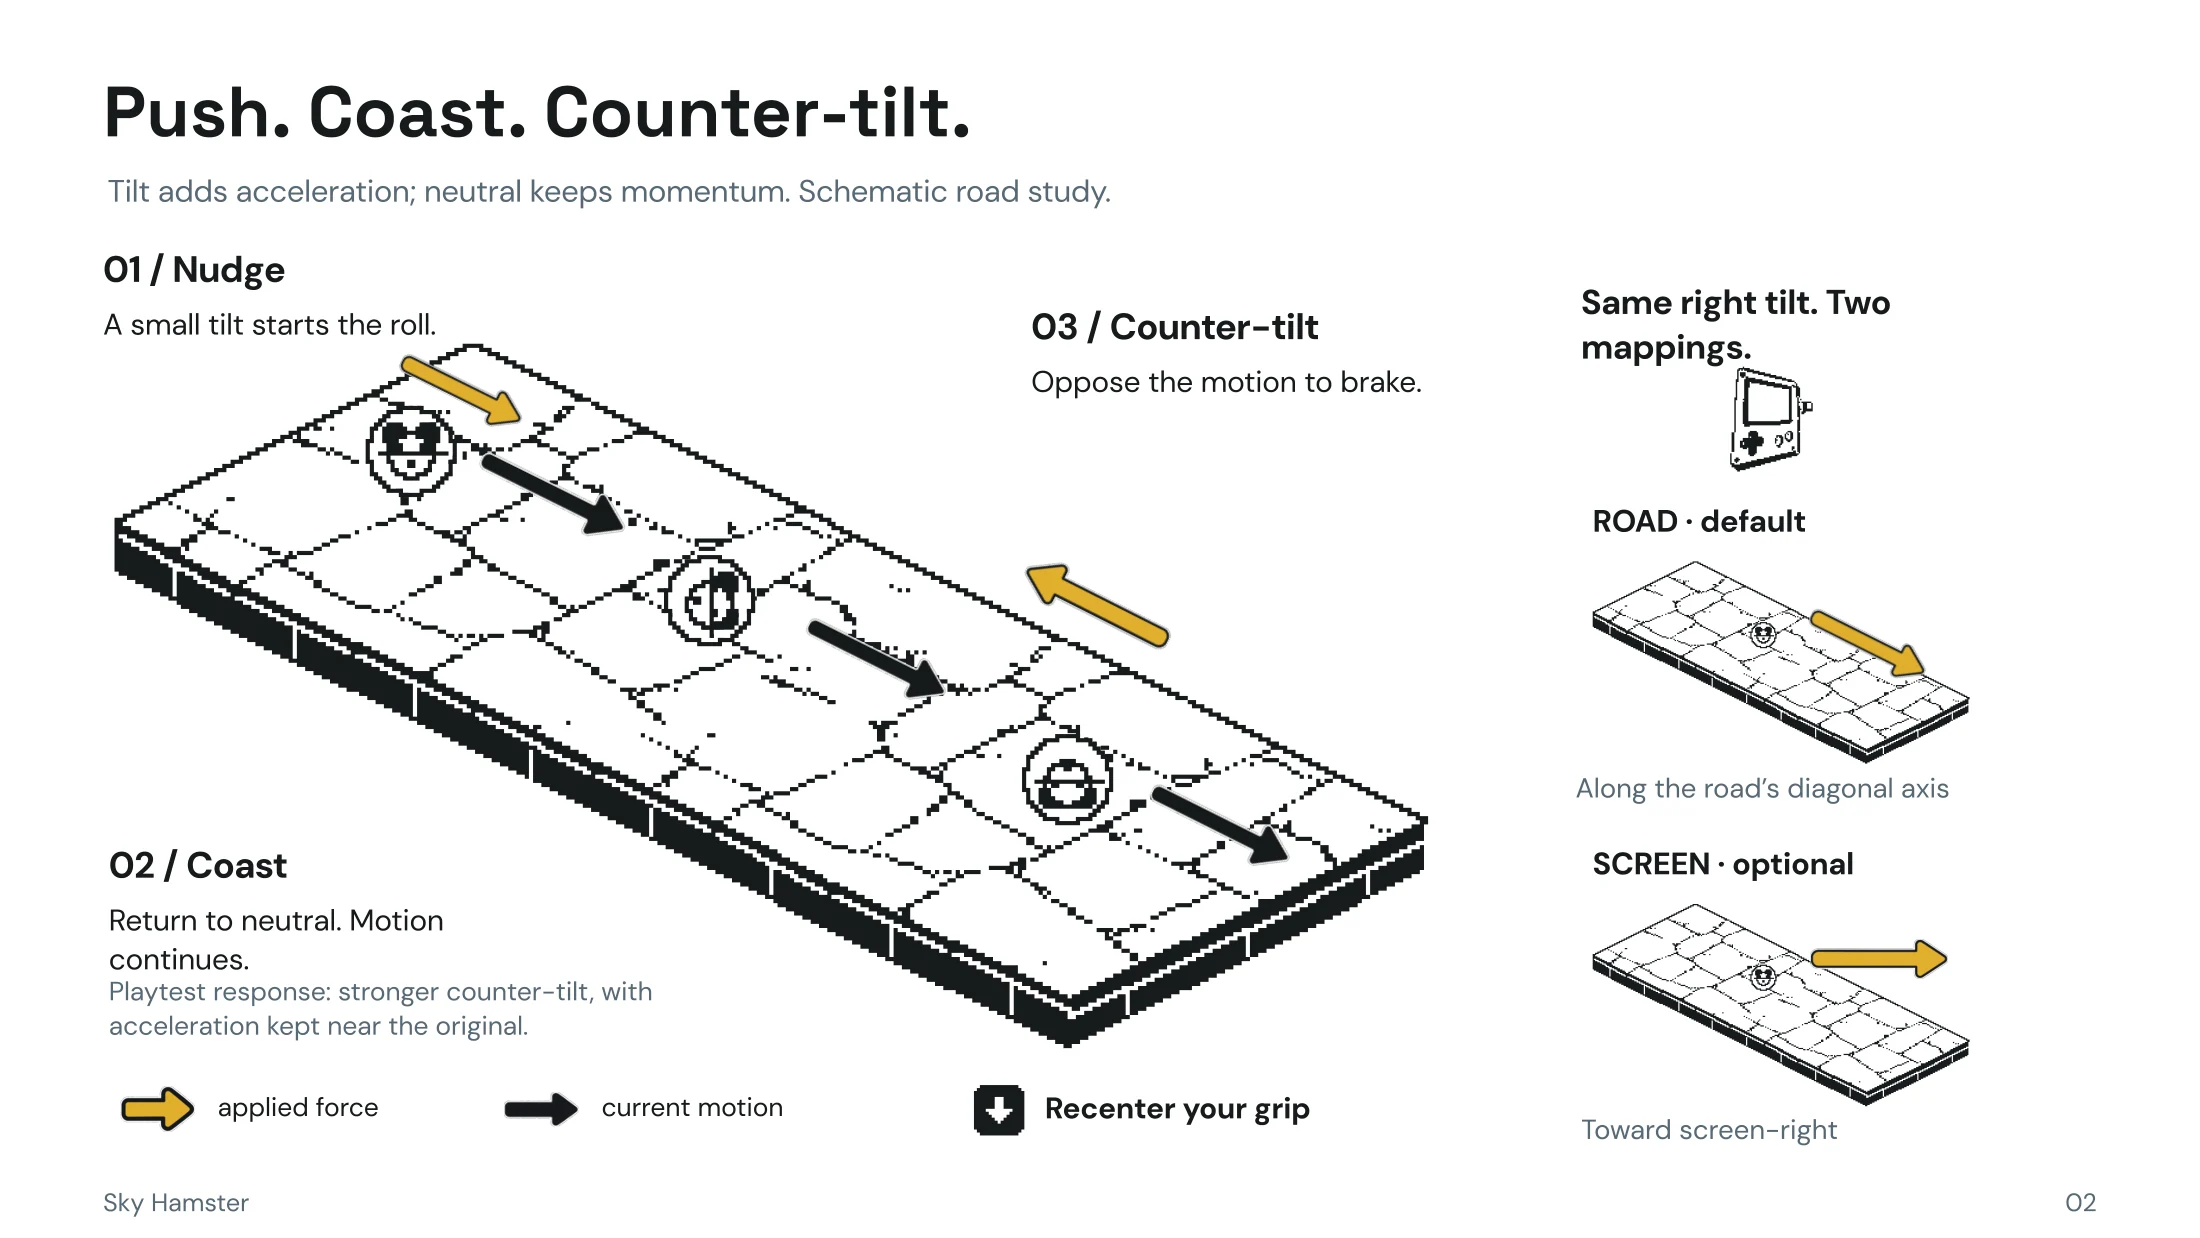 Push. Coast. Counter-tilt.
Tilt adds acceleration; neutral keeps momentum. Schematic road study.
01 / Nudge
A small tilt starts the roll.
03 / Counter-tilt
Oppose the motion to brake.
02 / Coast
Return to neutral. Motion
continues.
Playtest response: stronger counter-tilt, with
acceleration kept near the original.
applied force
current motion
Recenter your grip
Same right tilt. Two
mappings.
ROAD · default
Along the road’s diagonal axis
SCREEN · optional
Toward screen-right
Sky Hamster
02